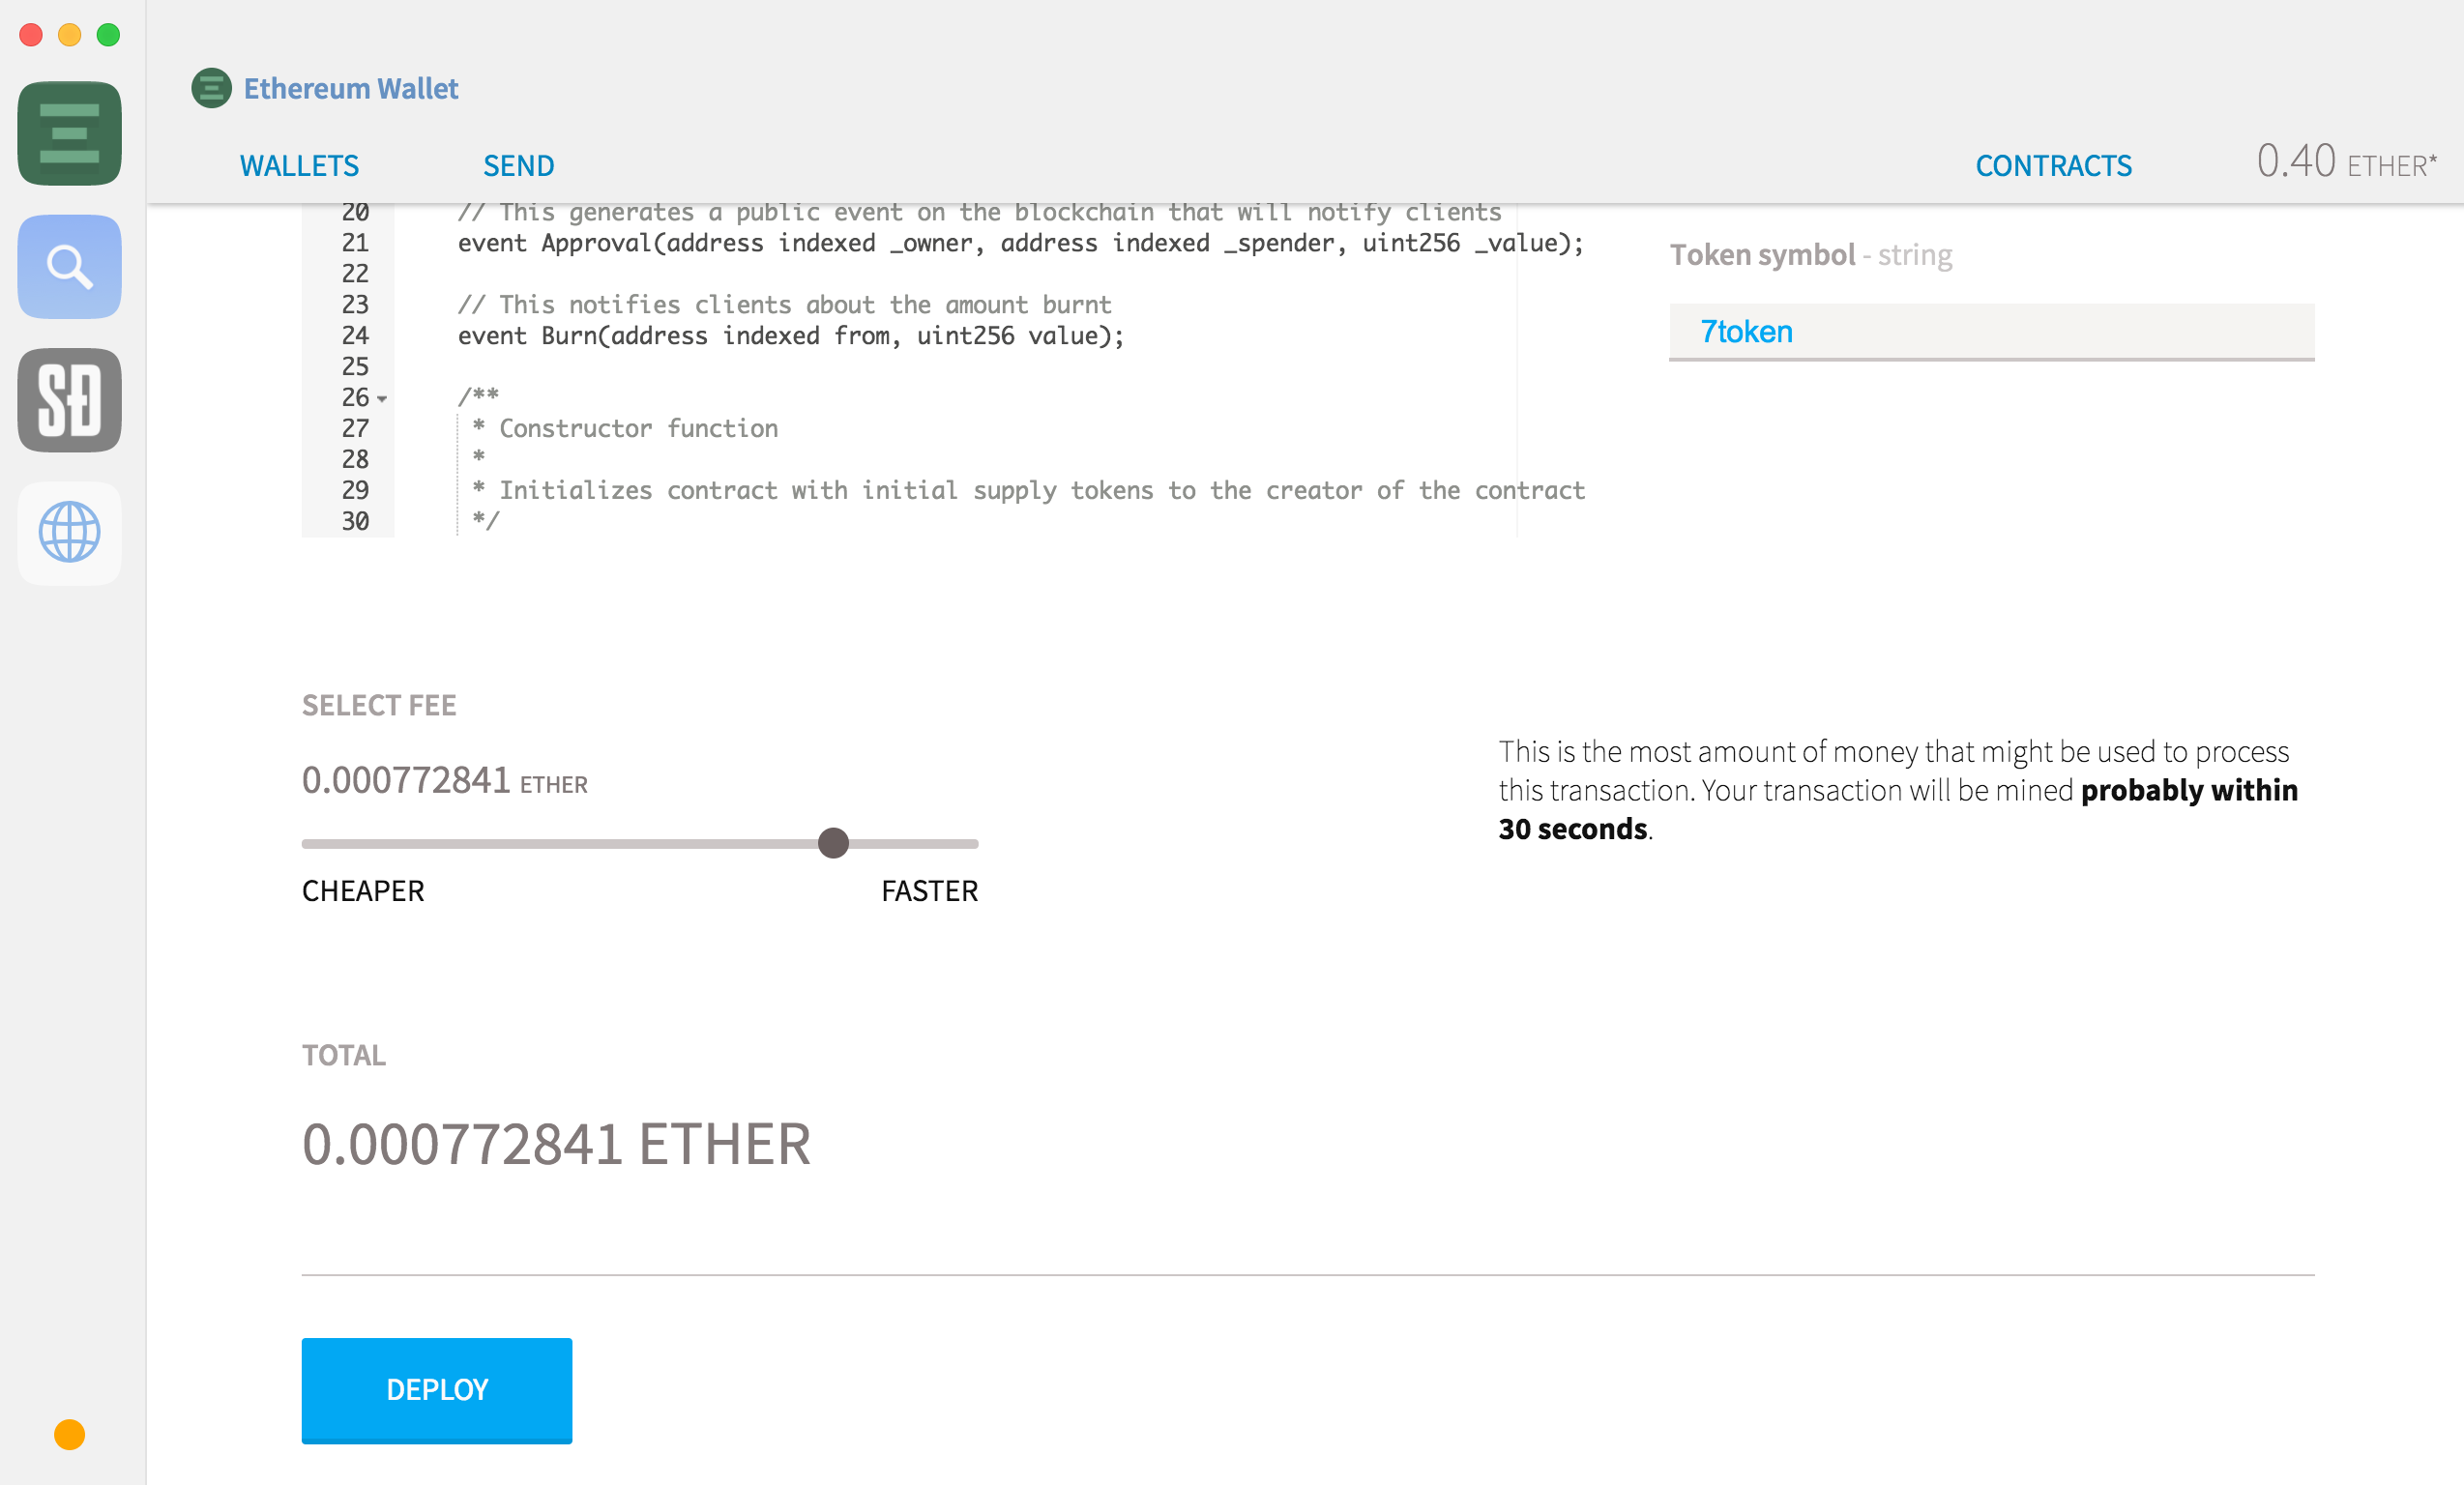 Ethereum Wallet
WALLETS SEND CONTRACTS 0.40 ETHER*
20 // This generates a public event on the blockchain that will notify clients
21 event Approval(address indexed _owner, address indexed _spender, uint256 _value);
22
23 // This notifies clients about the amount burnt
24 event Burn(address indexed from, uint256 value);
25
26 /**
27 * Constructor function
28 *
29 * Initializes contract with initial supply tokens to the creator of the contract
30 */
Token symbol - string
7token
SELECT FEE
0.000772841 ETHER
CHEAPER FASTER
This is the most amount of money that might be used to process
this transaction. Your transaction will be mined probably within
30 seconds.
TOTAL
0.000772841 ETHER
DEPLOY
SD